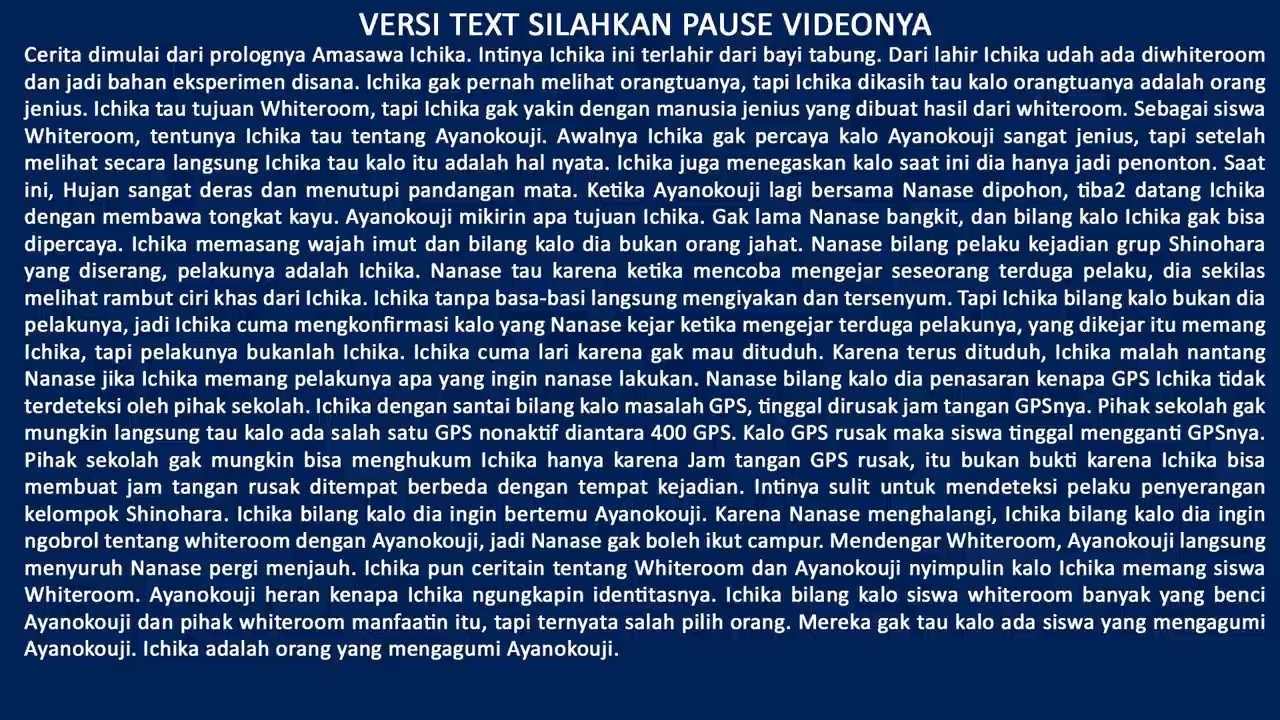 VERSI TEXT SILAHKAN PAUSE VIDEONYA
Cerita dimulai dari prolognya Amasawa Ichika. Intinya Ichika ini terlahir dari bayi tabung. Dari lahir Ichika udah ada diwhiteroom
dan jadi bahan eksperimen disana. Ichika gak pernah melihat orangtuanya, tapi Ichika dikasih tau kalo orangtuanya adalah orang
jenius. Ichika tau tujuan Whiteroom, tapi Ichika gak yakin dengan manusia jenius yang dibuat hasil dari whiteroom. Sebagai siswa
Whiteroom, tentunya Ichika tau tentang Ayanokouji. Awalnya Ichika gak percaya kalo Ayanokouji sangat jenius, tapi setelah
melihat secara langsung Ichika tau kalo itu adalah hal nyata. Ichika juga menegaskan kalo saat ini dia hanya jadi penonton. Saat
ini, Hujan sangat deras dan menutupi pandangan mata. Ketika Ayanokouji lagi bersama Nanase dipohon, tiba2 datang Ichika
dengan membawa tongkat kayu. Ayanokouji mikirin apa tujuan Ichika. Gak lama Nanase bangkit, dan bilang kalo Ichika gak bisa
dipercaya. Ichika memasang wajah imut dan bilang kalo dia bukan orang jahat. Nanase bilang pelaku kejadian grup Shinohara
yang diserang, pelakunya adalah Ichika. Nanase tau karena ketika mencoba mengejar seseorang terduga pelaku, dia sekilas
melihat rambut ciri khas dari Ichika. Ichika tanpa basa-basi langsung mengiyakan dan tersenyum. Tapi Ichika bilang kalo bukan dia
pelakunya, jadi Ichika cuma mengkonfirmasi kalo yang Nanase kejar ketika mengejar terduga pelakunya, yang dikejar itu memang
Ichika, tapi pelakunya bukanlah Ichika. Ichika cuma lari karena gak mau dituduh. Karena terus dituduh, Ichika malah nantang
Nanase jika Ichika memang pelakunya apa yang ingin nanase lakukan. Nanase bilang kalo dia penasaran kenapa GPS Ichika tidak
terdeteksi oleh pihak sekolah. Ichika dengan santai bilang kalo masalah GPS, tinggal dirusak jam tangan GPSnya. Pihak sekolah gak
mungkin langsung tau kalo ada salah satu GPS nonaktif diantara 400 GPS. Kalo GPS rusak maka siswa tinggal mengganti GPSnya.
Pihak sekolah gak mungkin bisa menghukum Ichika hanya karena Jam tangan GPS rusak, itu bukan bukti karena Ichika bisa
membuat jam tangan rusak ditempat berbeda dengan tempat kejadian. Intinya sulit untuk mendeteksi pelaku penyerangan
kelompok Shinohara. Ichika bilang kalo dia ingin bertemu Ayanokouji. Karena Nanase menghalangi, Ichika bilang kalo dia ingin
ngobrol tentang whiteroom dengan Ayanokouji, jadi Nanase gak boleh ikut campur. Mendengar Whiteroom, Ayanokouji langsung
menyuruh Nanase pergi menjauh. Ichika pun ceritain tentang Whiteroom dan Ayanokouji nyimpulin kalo Ichika memang siswa
Whiteroom. Ayanokouji heran kenapa Ichika ngungkapin identitasnya. Ichika bilang kalo siswa whiteroom banyak yang benci
Ayanokouji dan pihak whiteroom manfaatin itu, tapi ternyata salah pilih orang. Mereka gak tau kalo ada siswa yang mengagumi
Ayanokouji. Ichika adalah orang yang mengagumi Ayanokouji.